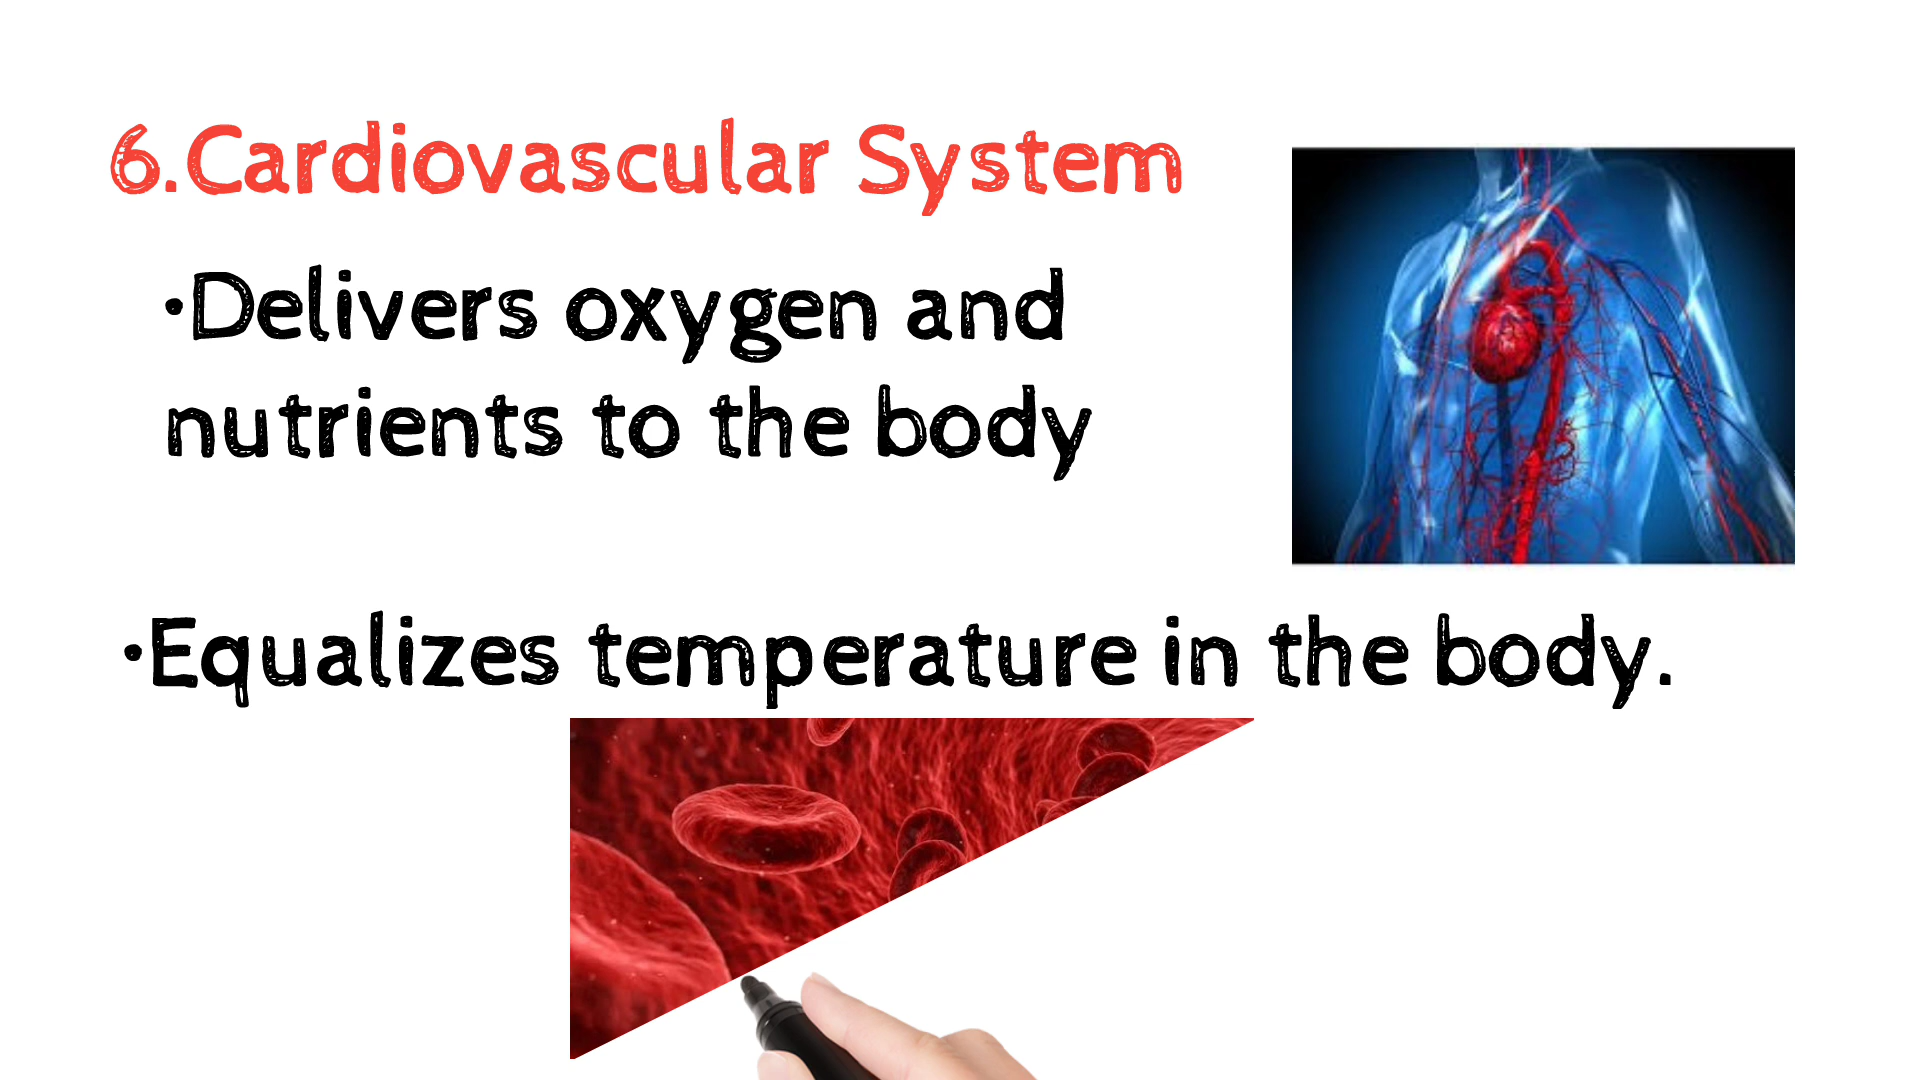 6.Cardiovascular System
•Delivers oxygen and
nutrients to the body
•Equalizes temperature in the body.